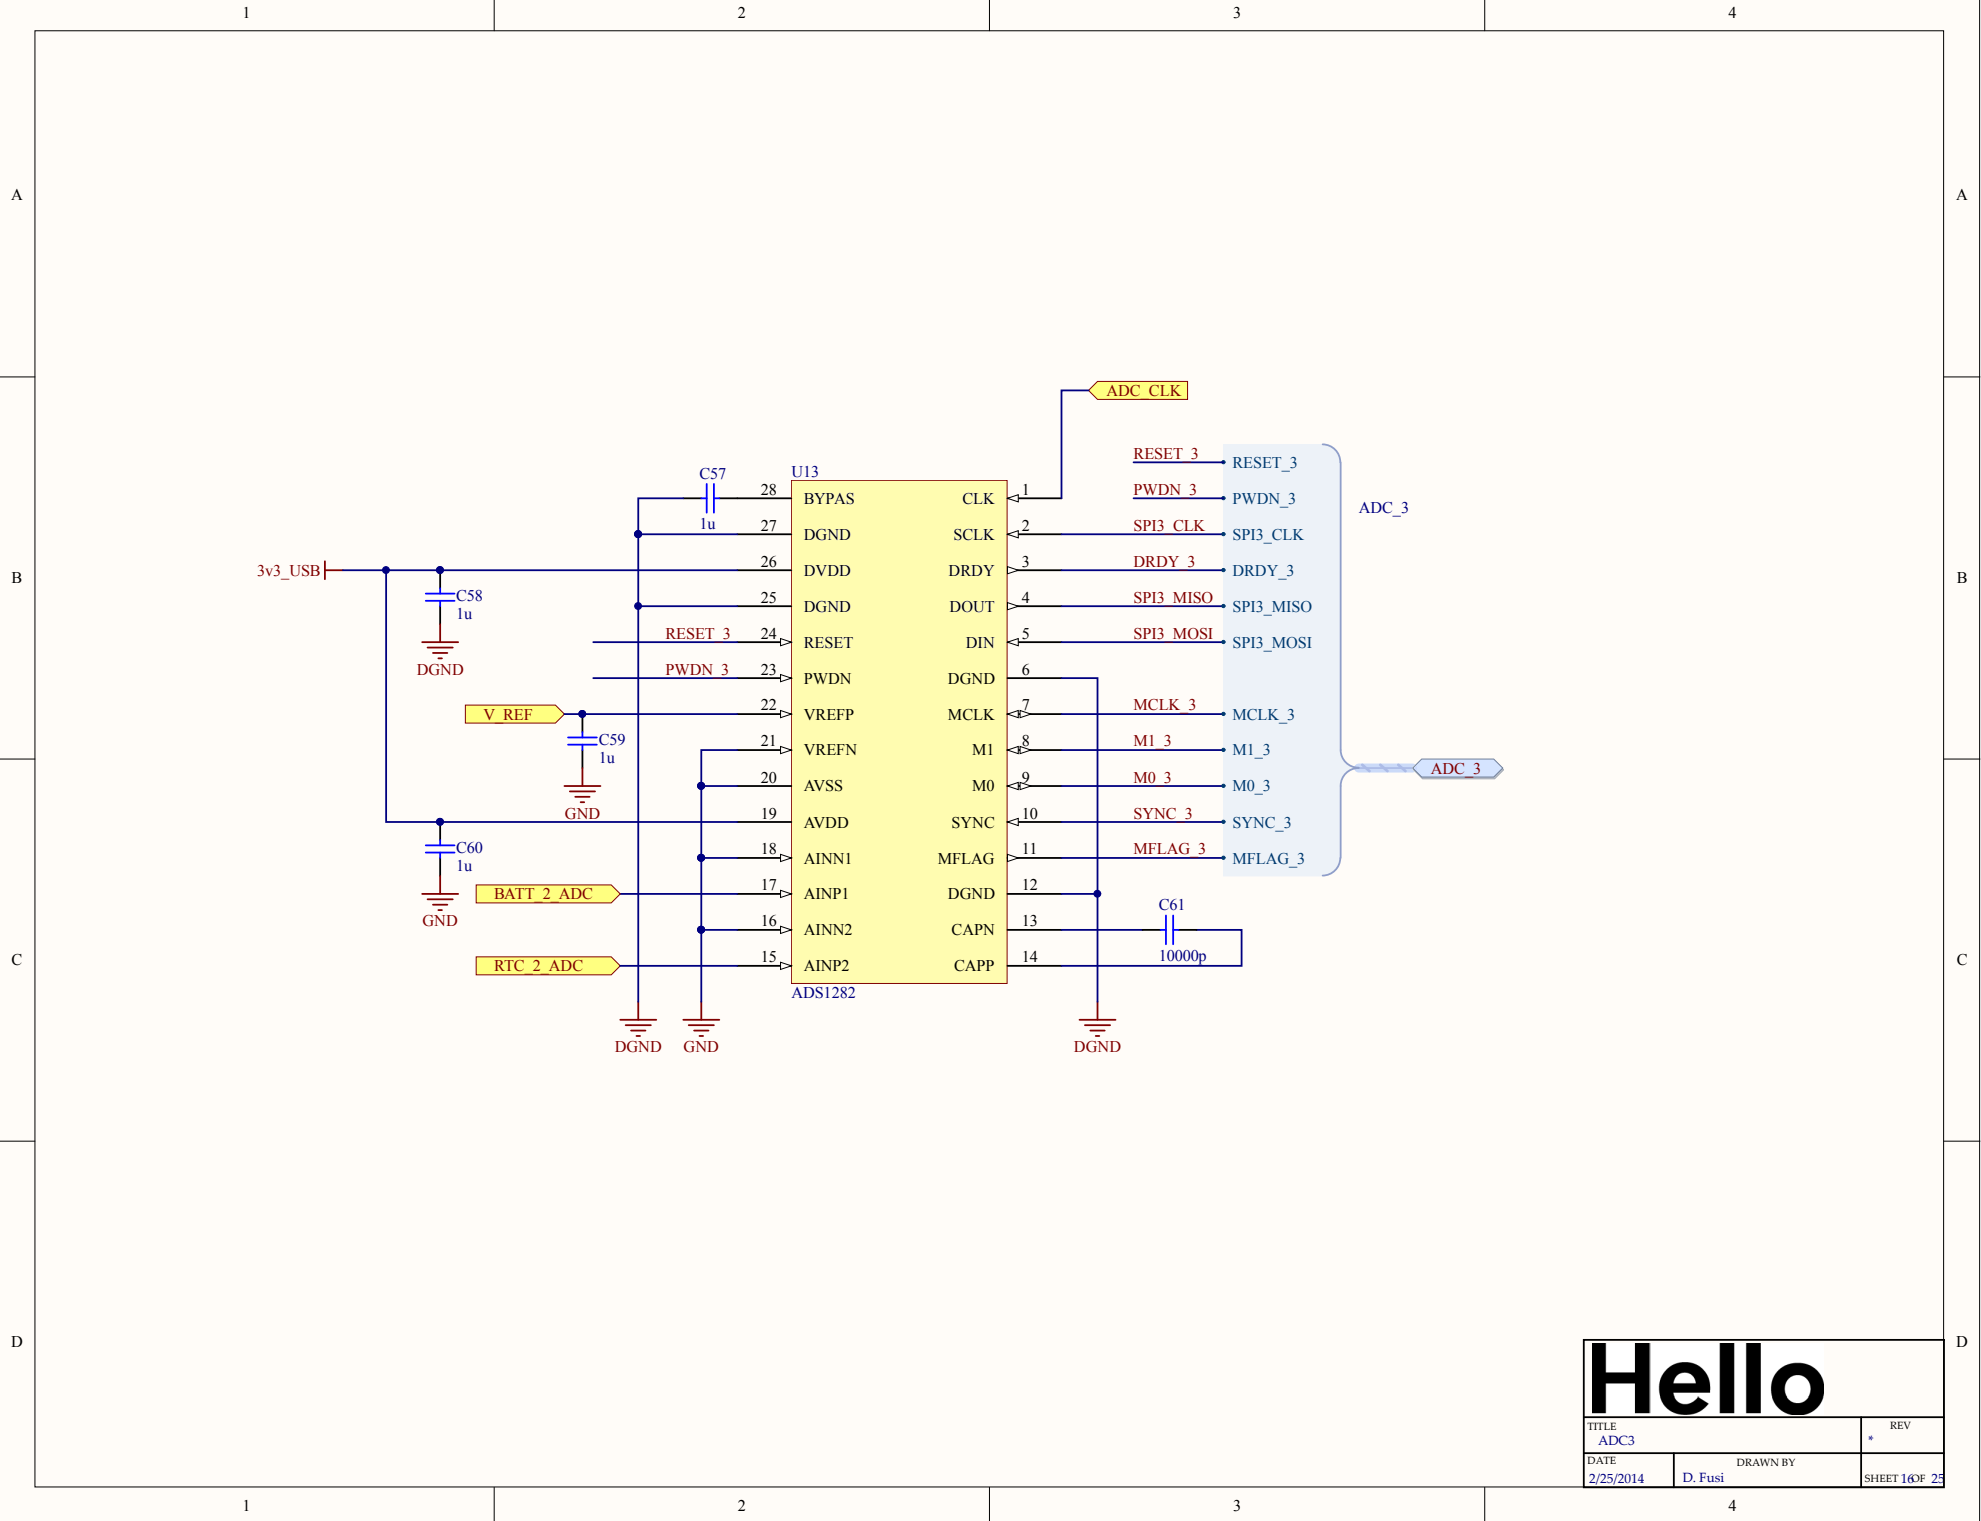 1 2 3 4
A A
ADC_CLK
RESET_3 RESET_3
C57 U13
28 BYPAS CLK 1 PWDN_3 PWDN_3 ADC_3
1u
27 DGND SCLK 2 SPI3_CLK SPI3_CLK
3v3_USB 26 DVDD DRDY 3 DRDY_3 DRDY_3
B B
C58
1u
25 DGND DOUT 4 SPI3_MISO SPI3_MISO
RESET_3 24 RESET DIN 5 SPI3_MOSI SPI3_MOSI
DGND
PWDN_3 23 PWDN DGND 6
V_REF 22 VREFP MCLK 7 MCLK_3 MCLK_3
C59
1u
21 VREFN M1 8 M1_3 M1_3
ADC_3
20 AVSS M0 9 M0_3 M0_3
GND
19 AVDD SYNC 10 SYNC_3 SYNC_3
C60
1u
18 AINN1 MFLAG 11 MFLAG_3 MFLAG_3
BATT_2_ADC 17 AINP1 DGND 12
GND
C61
16 AINN2 CAPN 13
10000p
C C
RTC_2_ADC 15 AINP2 CAPP 14
ADS1282
DGND GND DGND
D D
Hello
TITLE REV
ADC3 *
DATE DRAWN BY
2/25/2014 D. Fusi SHEET 16 OF 25
1 2 3 4